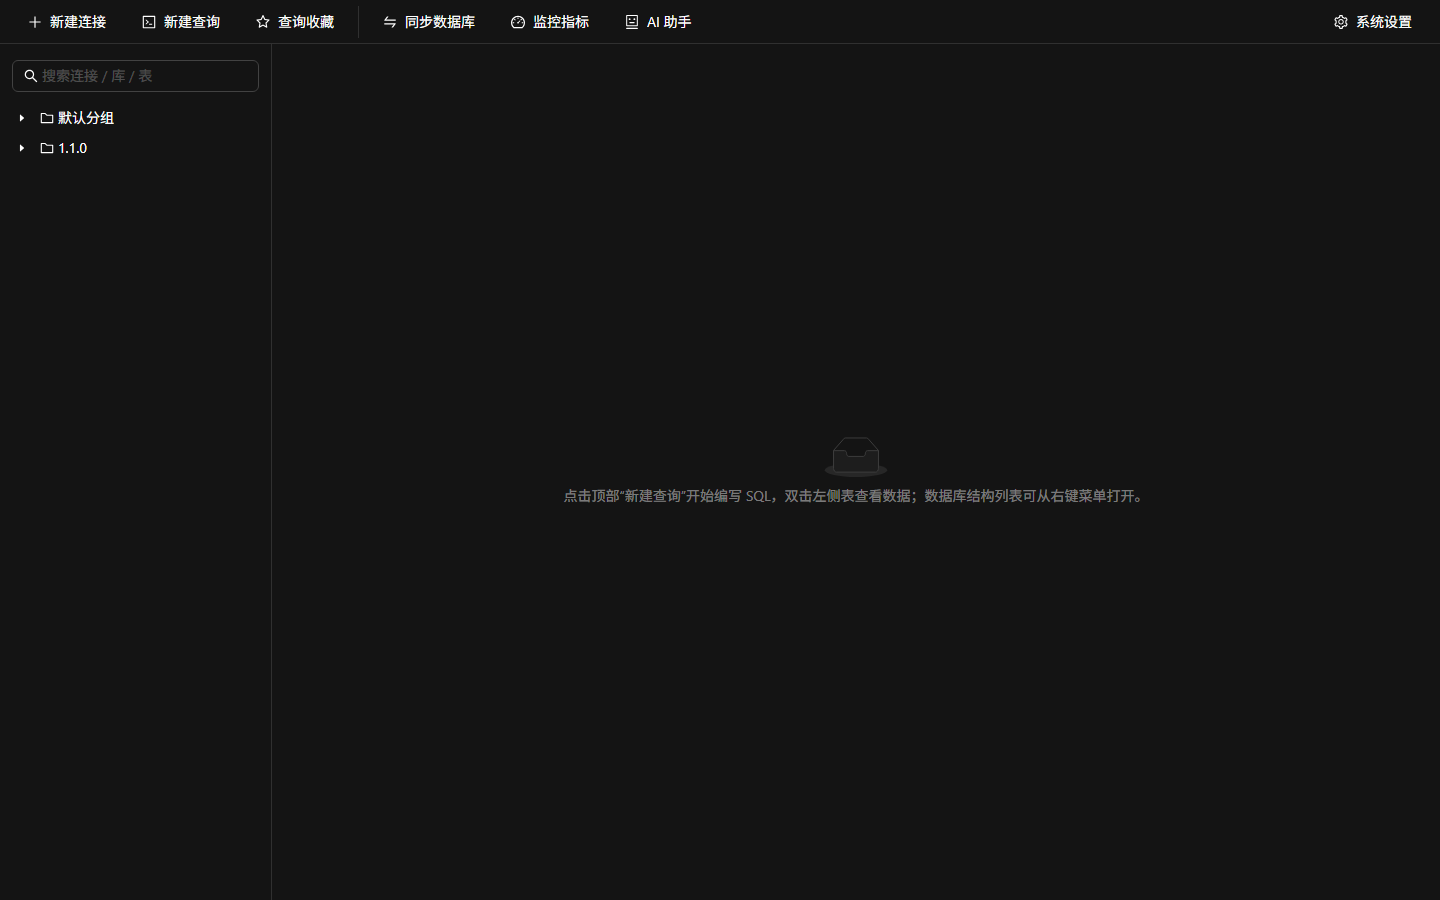 新建连接 新建查询 查询收藏 同步数据库 监控指标 AI 助手 系统设置
搜索连接 / 库 / 表
默认分组
1.1.0
点击顶部“新建查询”开始编写 SQL，双击左侧表查看数据；数据库结构列表可从右键菜单打开。